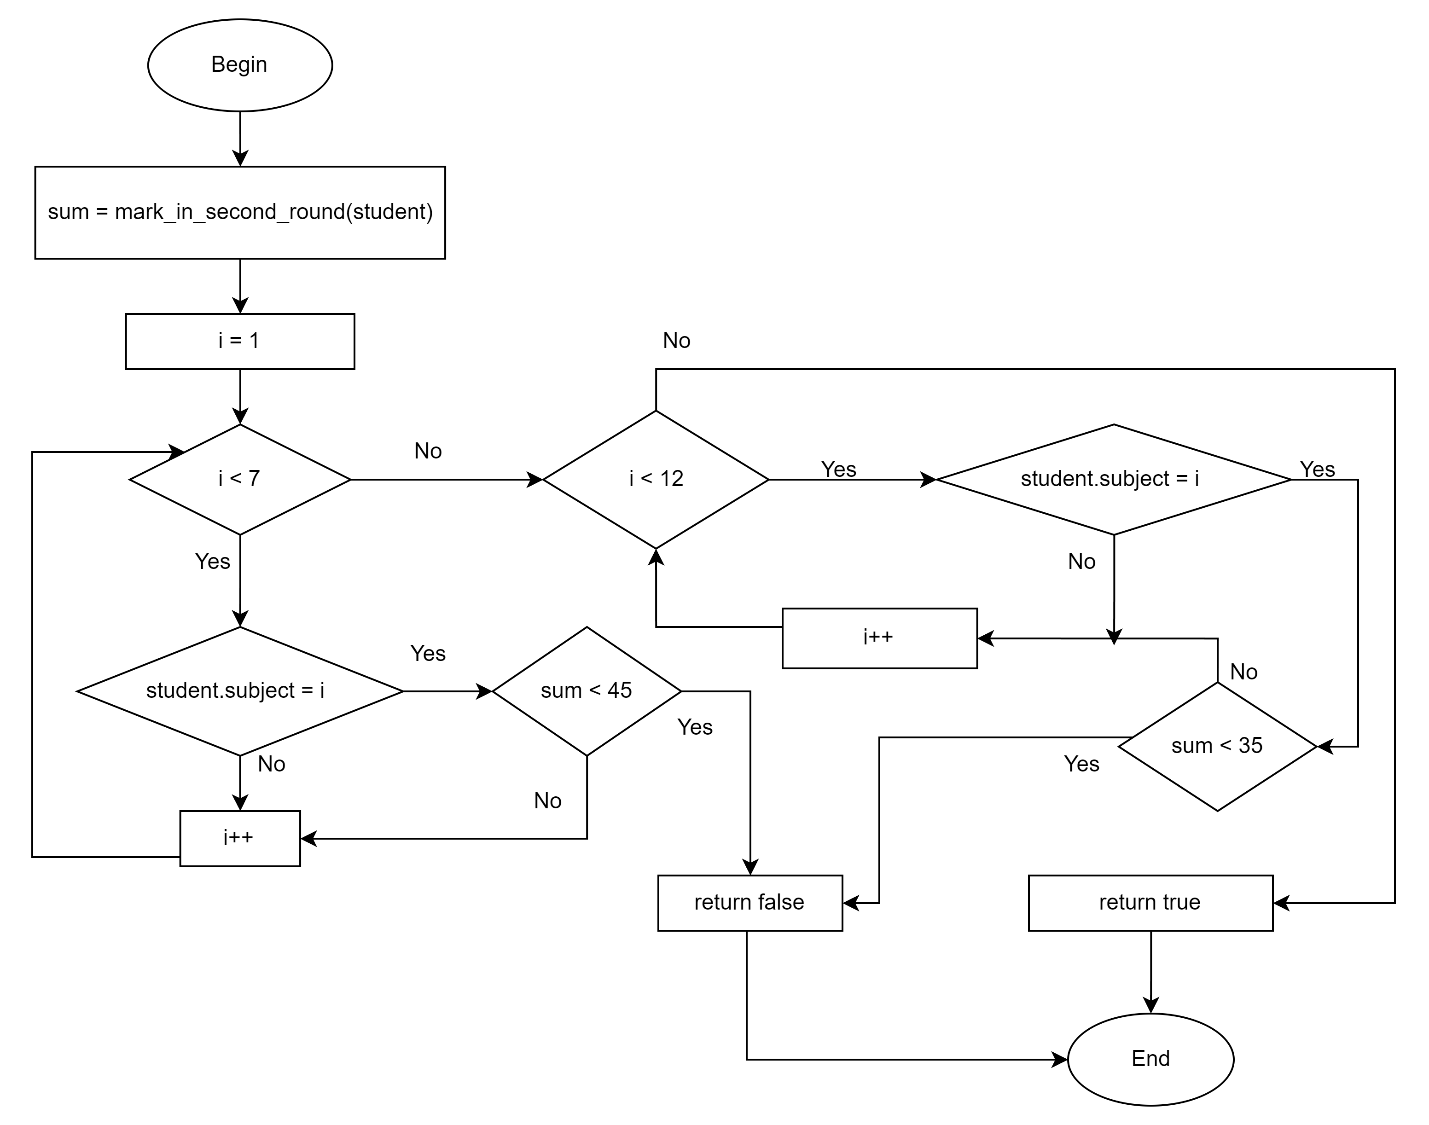 Begin
sum = mark_in_second_round(student)
i = 1
No
i < 7
No
i < 12
Yes
student.subject = i
Yes
Yes
No
i++
student.subject = i
Yes
sum < 45
Yes
No
sum < 35
Yes
No
No
i++
return false
return true
End